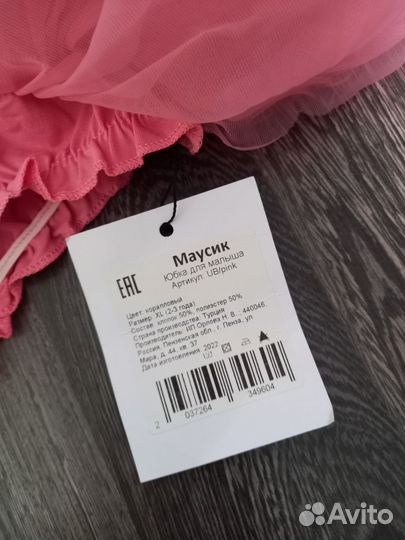 EAC
Маусик
Юбка для малыша
Артикул: UB/pink
Цвет: коралловый
Размер: XL (2-3 года)
Состав: хлопок 50%, полиэстер 50%
Страна производства: Турция
Производитель: ИП Орлова Н. В., : 440046,
Россия, Пензенская обл., г. Пенза, ул
Мира, д. 44, кв. 37
Дата изготовления: 2022
2 037264 349604
Avito